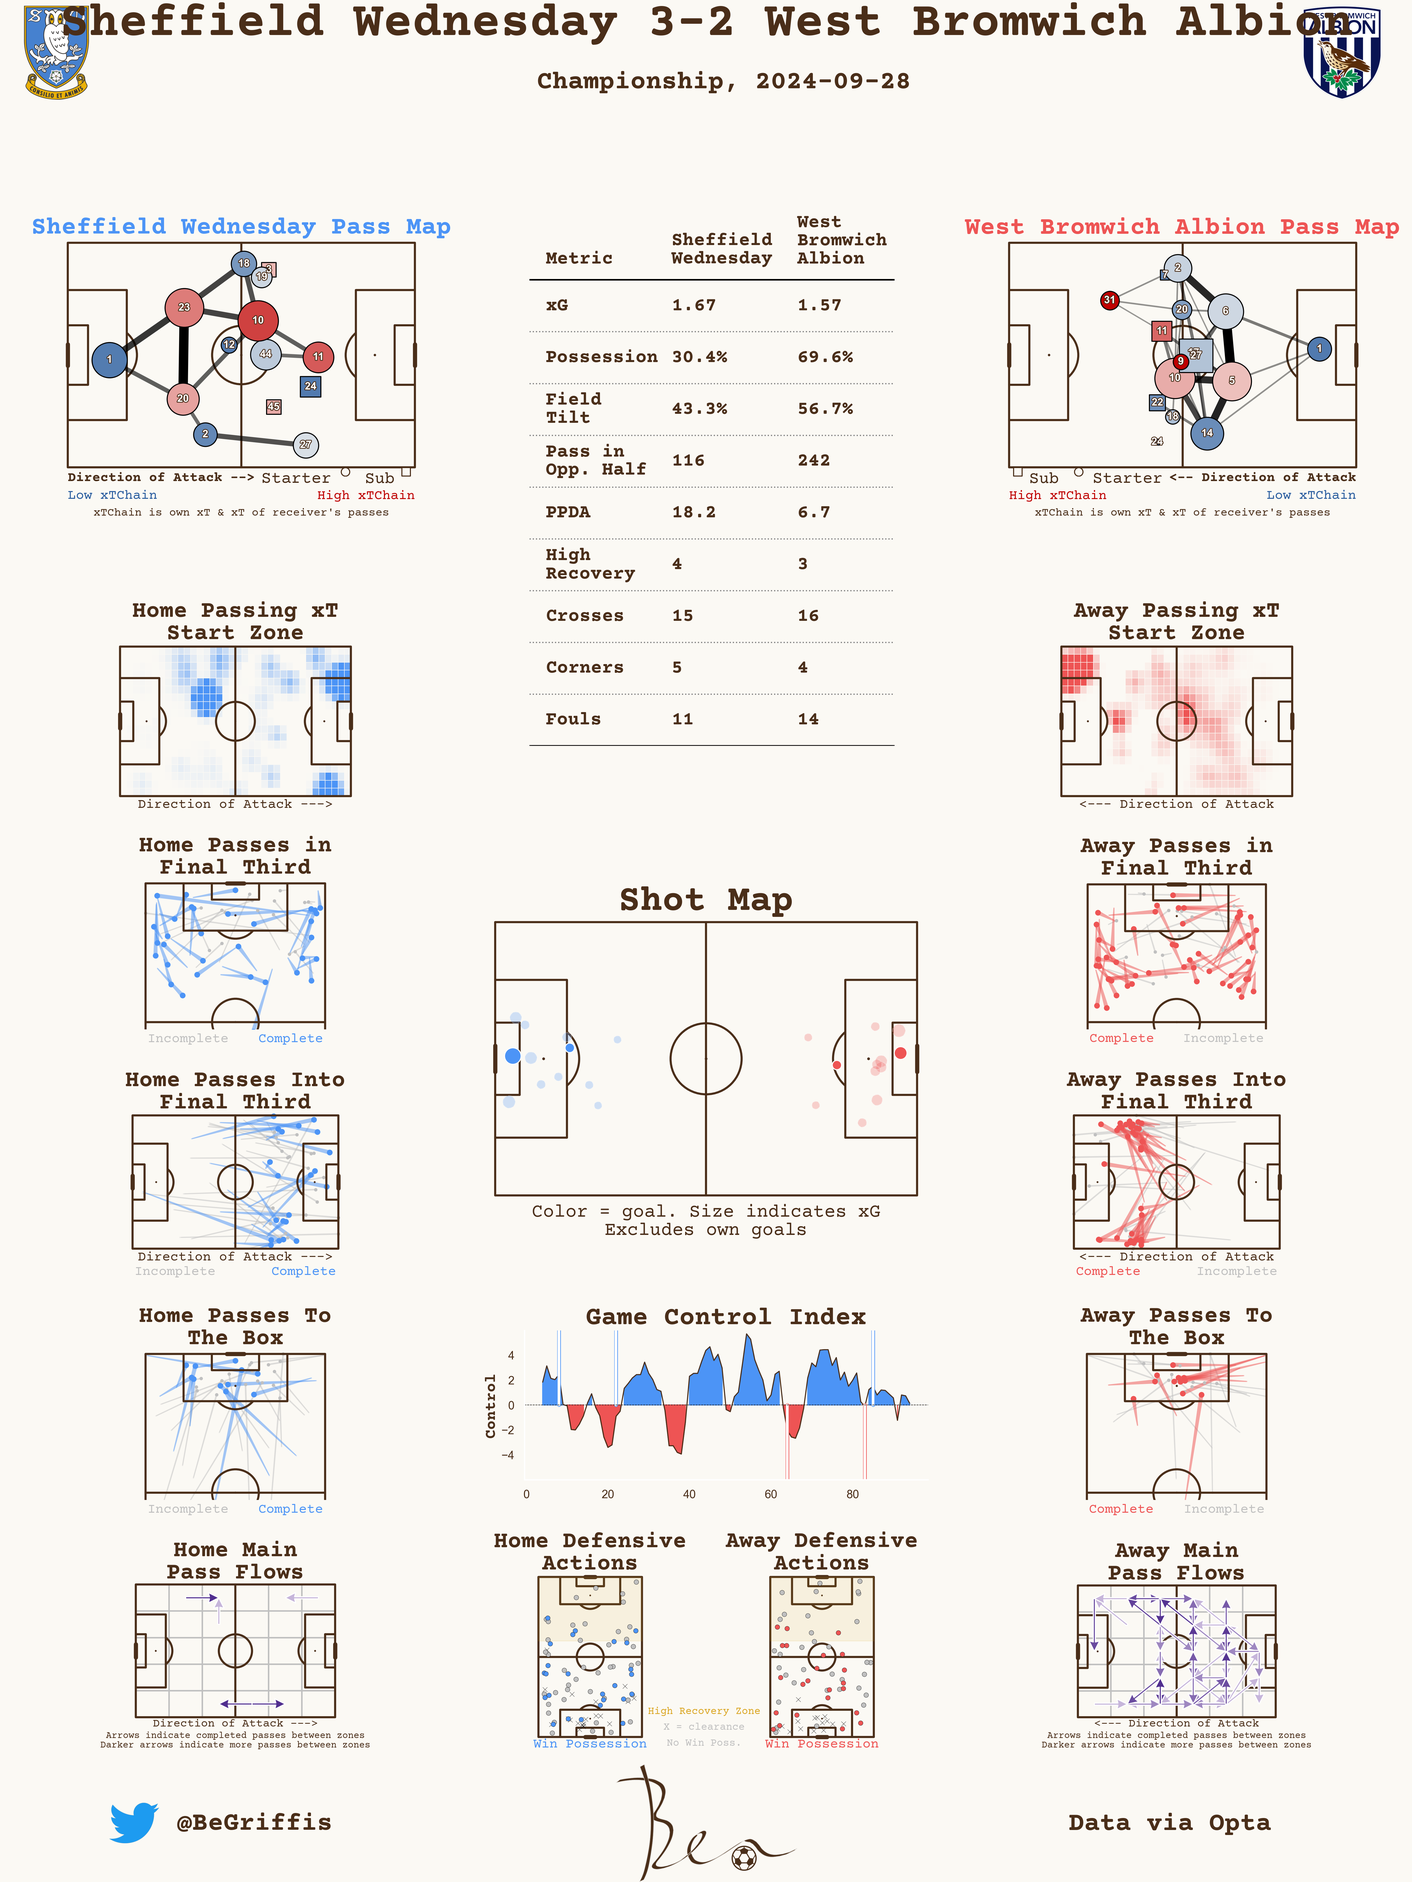 Sheffield Wednesday 3-2 West Bromwich Albion
Championship, 2024-09-28
CONSILIO ET ANIMIS
ALBION
Sheffield Wednesday Pass Map
18
3
19
23
10
12
44
11
1
24
20
45
2
27
Direction of Attack --> Starter Sub
Low xTChain High xTChain
xTChain is own xT & xT of receiver's passes
Metric Sheffield Wednesday West Bromwich Albion
xG 1.67 1.57
Possession 30.4% 69.6%
Field Tilt 43.3% 56.7%
Pass in Opp. Half 116 242
PPDA 18.2 6.7
High Recovery 4 3
Crosses 15 16
Corners 5 4
Fouls 11 14
West Bromwich Albion Pass Map
7
2
31
20
6
11
27
1
9
10
5
22
18
14
24
Sub Starter <-- Direction of Attack
High xTChain Low xTChain
xTChain is own xT & xT of receiver's passes
Home Passing xT
Start Zone
Direction of Attack --->
Away Passing xT
Start Zone
<--- Direction of Attack
Home Passes in
Final Third
Incomplete Complete
Away Passes in
Final Third
Complete Incomplete
Shot Map
Color = goal. Size indicates xG
Excludes own goals
Home Passes Into
Final Third
Direction of Attack --->
Incomplete Complete
Away Passes Into
Final Third
<--- Direction of Attack
Complete Incomplete
Home Passes To
The Box
Incomplete Complete
Game Control Index
Control
4
2
0
−2
−4
0 20 40 60 80
Away Passes To
The Box
Complete Incomplete
Home Main
Pass Flows
Direction of Attack --->
Arrows indicate completed passes between zones
Darker arrows indicate more passes between zones
Home Defensive
Actions
Win Possession
High Recovery Zone
X = clearance
No Win Poss.
Away Defensive
Actions
Win Possession
Away Main
Pass Flows
<--- Direction of Attack
Arrows indicate completed passes between zones
Darker arrows indicate more passes between zones
@BeGriffis
Ben
Data via Opta